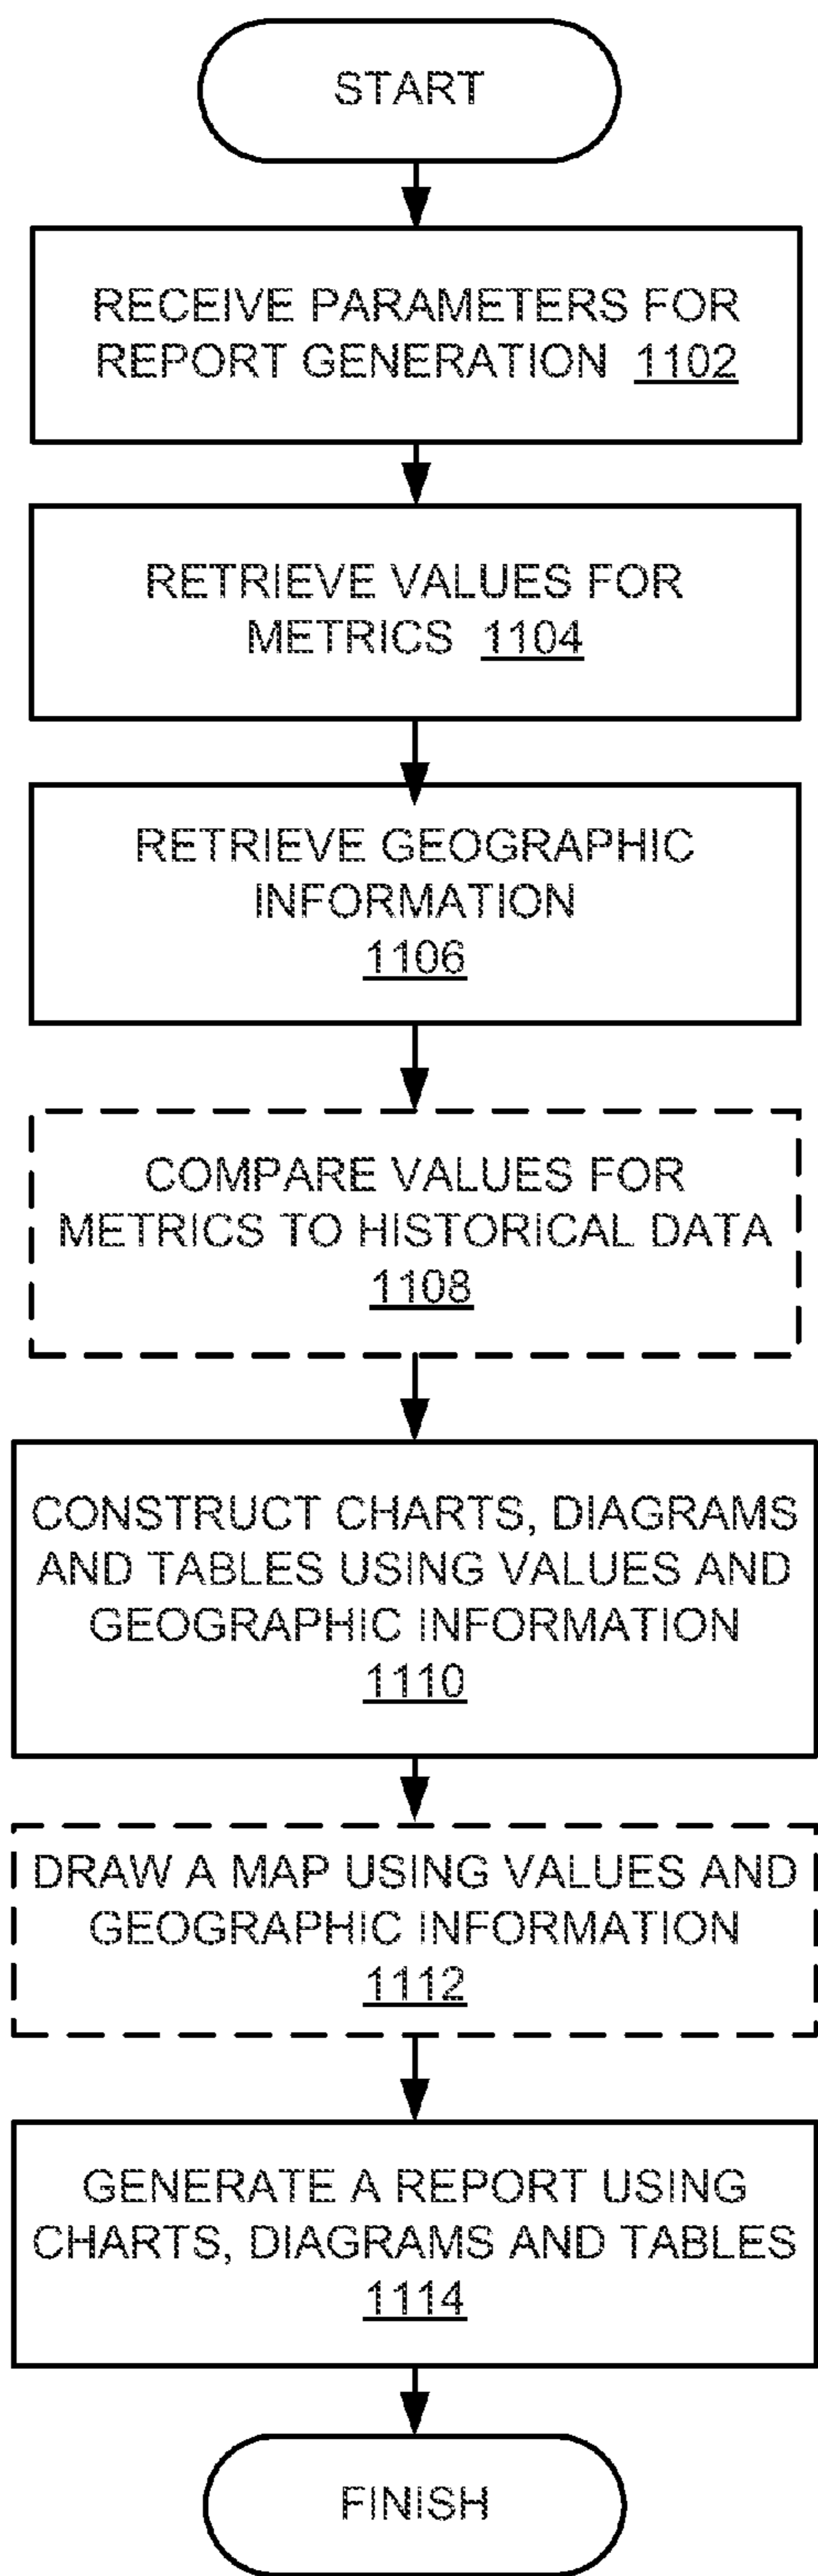 START
RECEIVE PARAMETERS FOR
REPORT GENERATION 1102
RETRIEVE VALUES FOR
METRICS 1104
RETRIEVE GEOGRAPHIC
INFORMATION
1106
COMPARE VALUES FOR
METRICS TO HISTORICAL DATA
1108
CONSTRUCT CHARTS, DIAGRAMS
AND TABLES USING VALUES AND
GEOGRAPHIC INFORMATION
1110
DRAW A MAP USING VALUES AND
GEOGRAPHIC INFORMATION
1112
GENERATE A REPORT USING
CHARTS, DIAGRAMS AND TABLES
1114
FINISH